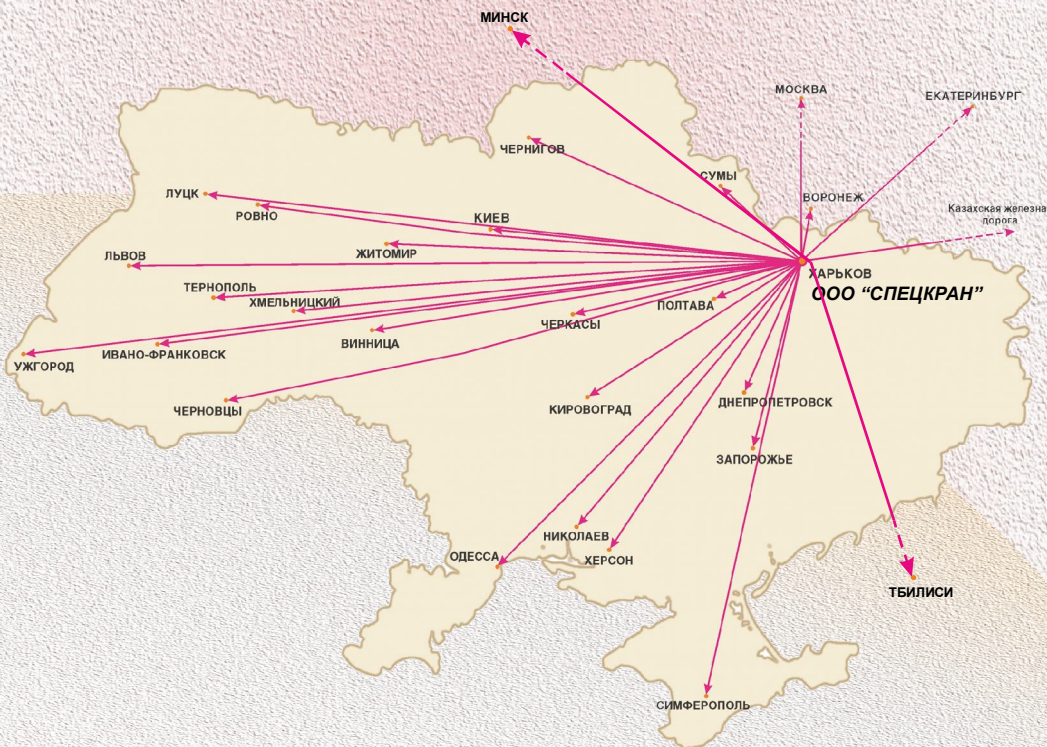 МИНСК
МОСКВА
ЕКАТЕРИНБУРГ
ЧЕРНИГОВ
СУМЫ
ЛУЦК
ВОРОНЕЖ
РОВНО
КИЕВ
Казахская железна
дорога
ЖИТОМИР
ЛЬВОВ
ХАРЬКОВ
ТЕРНОПОЛЬ
ООО “СПЕЦКРАН”
ХМЕЛЬНИЦКИЙ
ПОЛТАВА
ЧЕРКАСЫ
ВИННИЦА
ИВАНО-ФРАНКОВСК
УЖГОРОД
ДНЕПРОПЕТРОВСК
ЧЕРНОВЦЫ
КИРОВОГРАД
ЗАПОРОЖЬЕ
НИКОЛАЕВ
ОДЕССА
ХЕРСОН
ТБИЛИСИ
СИМФЕРОПОЛЬ